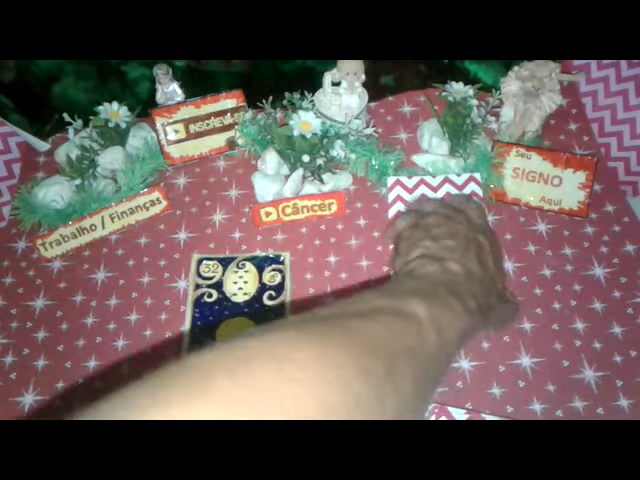 INSCREVA-SE
Trabalho / Finanças
Câncer
Seu
SIGNO
Aqui
32